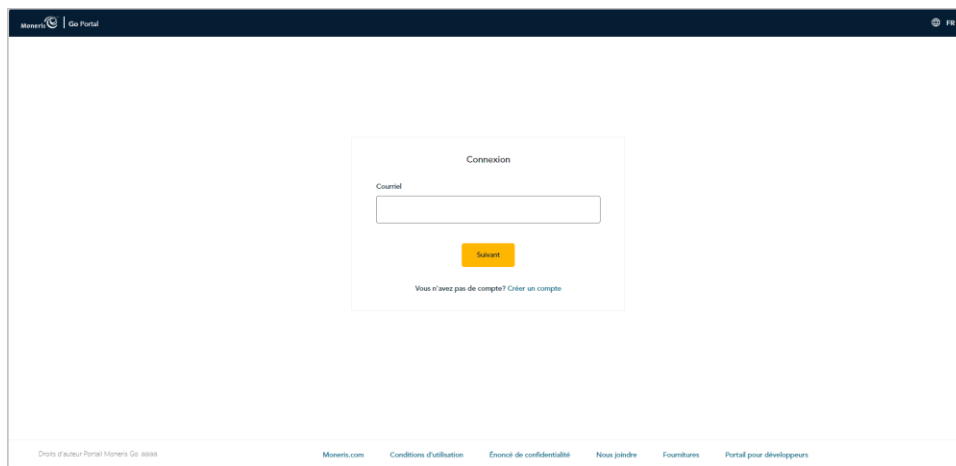 Moneris Go Portal FR
Connexion
Courriel
Suivant
Vous n'avez pas de compte? Créer un compte
Droits d'auteur Portail Moneris Go Moneris.com Conditions d'utilisation Énoncé de confidentialité Nous joindre Fournitures Portail pour développeurs